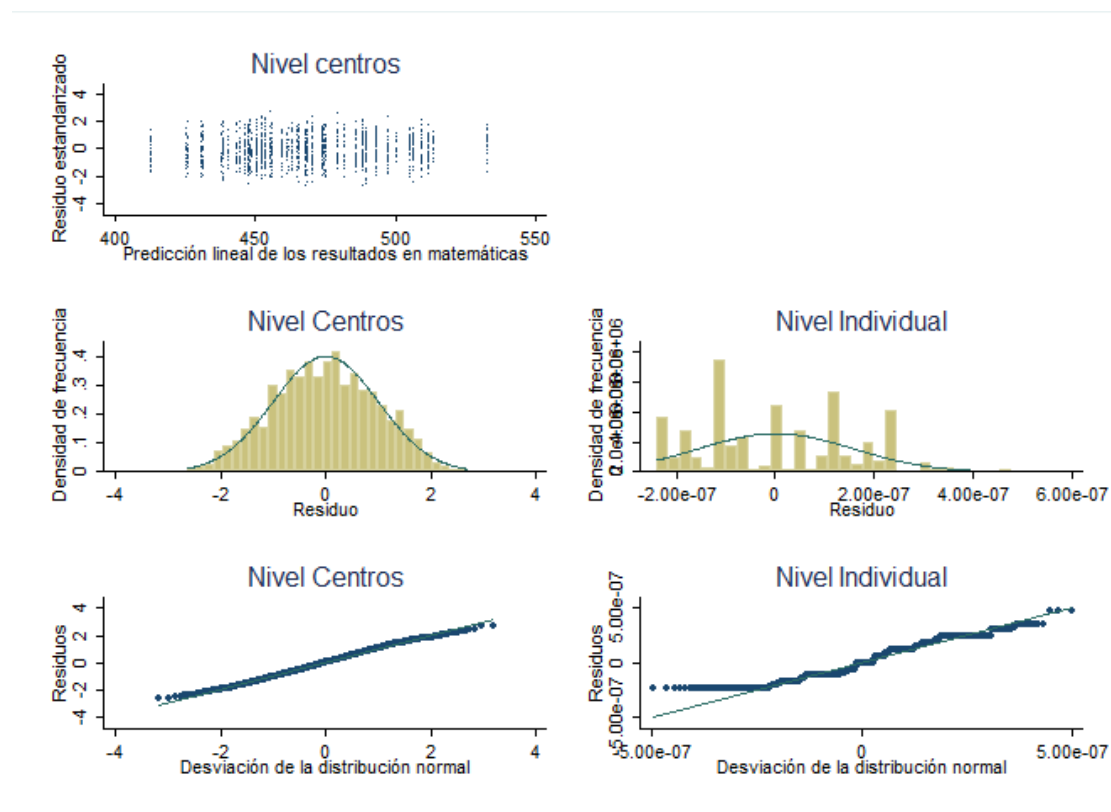 Nivel centros
Residuo estandarizado
4
2
0
-2
-4
400 450 500 550
Predicción lineal de los resultados en matemáticas
Nivel Centros
Densidad de frecuencia
.4
.3
.2
.1
0
-4 -2 0 2 4
Residuo
Nivel Individual
Densidad de frecuencia
0
-2.00e-07 0 2.00e-07 4.00e-07 6.00e-07
Residuo
Nivel Centros
Residuos
4
2
0
-2
-4
-4 -2 0 2 4
Desviación de la distribución normal
Nivel Individual
Residuos
5.00e-07
0
-5.00e-07
-5.00e-07 0 5.00e-07
Desviación de la distribución normal